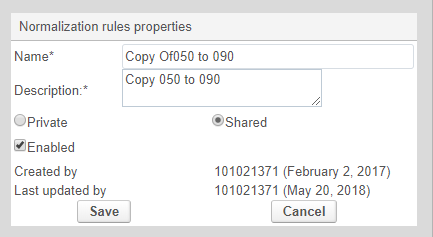 Normalization rules properties
Name* Copy Of050 to 090
Description:* Copy 050 to 090
Private Shared
Enabled
Created by 101021371 (February 2, 2017)
Last updated by 101021371 (May 20, 2018)
Save Cancel